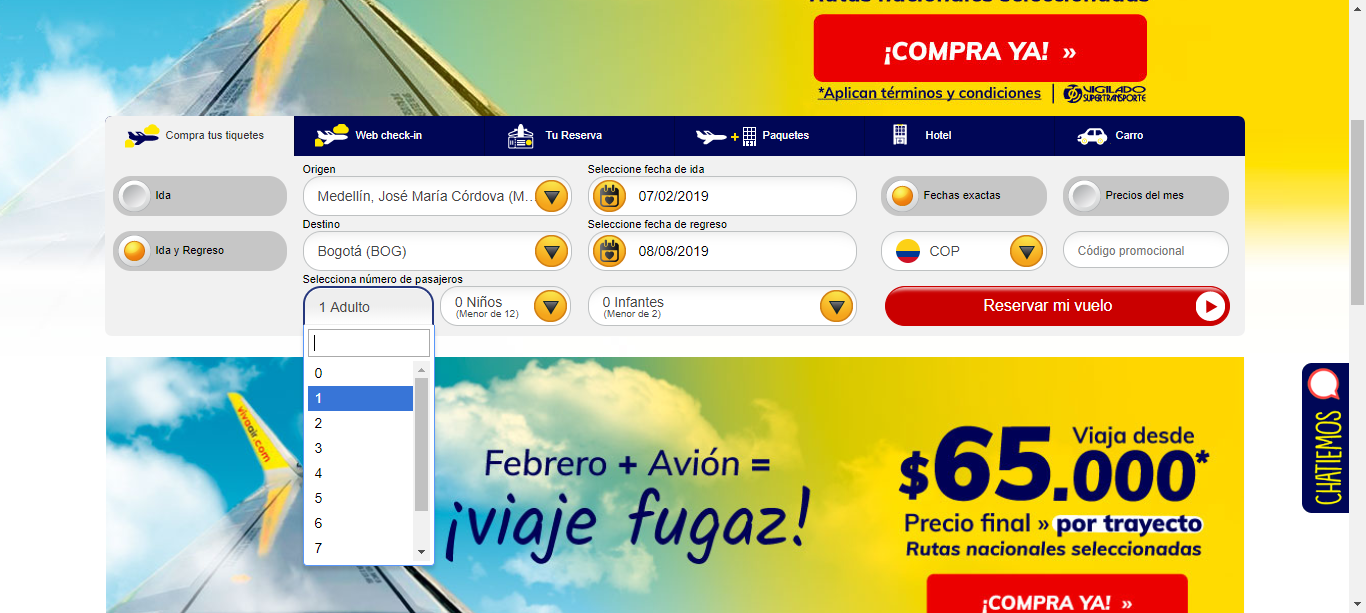 ¡COMPRA YA! »
*Aplican términos y condiciones | VIGILADO SUPERTRANSPORTE
Compra tus tiquetes
Web check-in
Tu Reserva
Paquetes
Hotel
Carro
Ida
Ida y Regreso
Origen
Medellín, José María Córdova (M...
Destino
Bogotá (BOG)
Selecciona número de pasajeros
1 Adulto
0 Niños
(Menor de 12)
0 Infantes
(Menor de 2)
Seleccione fecha de ida
07/02/2019
Seleccione fecha de regreso
08/08/2019
Fechas exactas
Precios del mes
COP
Código promocional
Reservar mi vuelo
0
1
2
3
4
5
6
7
vivaair.com
Febrero + Avión =
¡viaje fugaz!
Viaja desde
$65.000*
Precio final » por trayecto
Rutas nacionales seleccionadas
¡COMPRA YA! »
CHATIEMOS